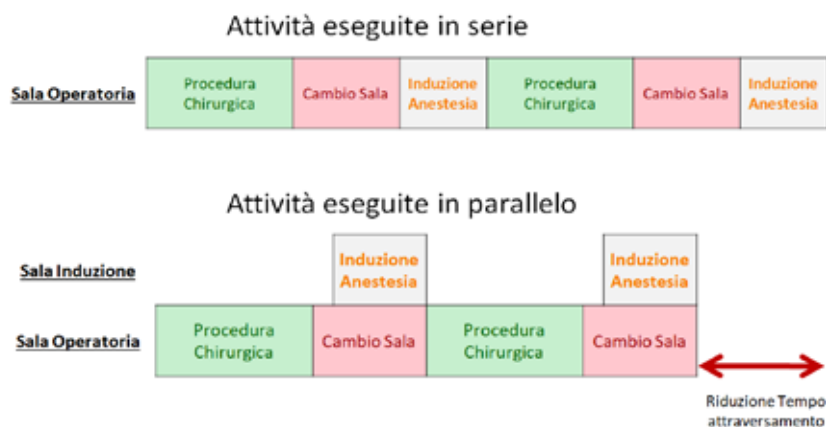 Attività eseguite in serie
Sala Operatoria
Procedura
Chirurgica
Cambio Sala
Induzione
Anestesia
Procedura
Chirurgica
Cambio Sala
Induzione
Anestesia
Attività eseguite in parallelo
Sala Induzione
Induzione
Anestesia
Induzione
Anestesia
Sala Operatoria
Procedura
Chirurgica
Cambio Sala
Procedura
Chirurgica
Cambio Sala
Riduzione Tempo
attraversamento